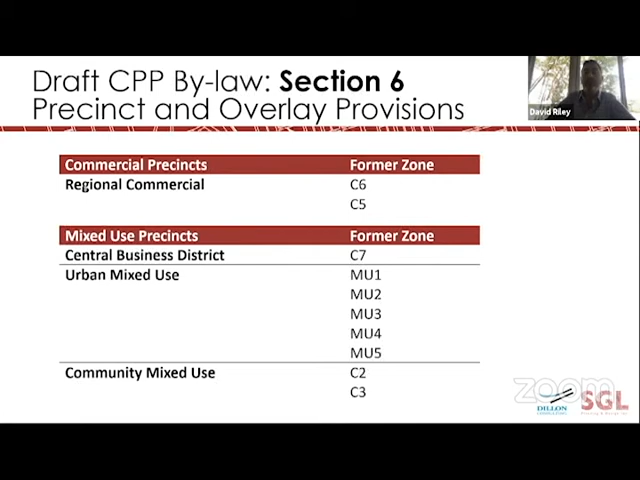 Draft CPP By-law: Section 6
Precinct and Overlay Provisions
David Riley
Commercial Precincts Former Zone
Regional Commercial C6
C5
Mixed Use Precincts Former Zone
Central Business District C7
Urban Mixed Use MU1
MU2
MU3
MU4
MU5
Community Mixed Use C2
C3
zoom
DILLON
CONSULTING
SGL